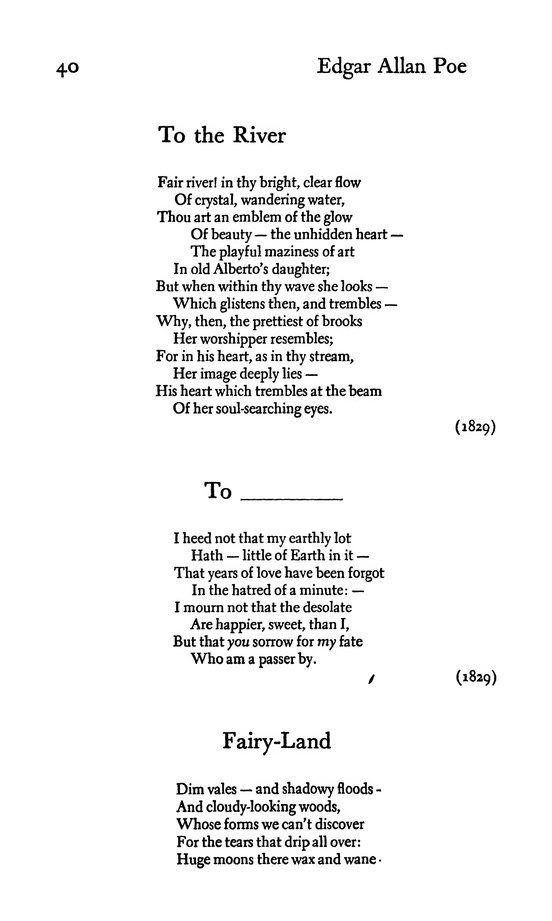 40
Edgar Allan Poe
To the River
Fair river! in thy bright, clear flow
Of crystal, wandering water,
Thou art an emblem of the glow
Of beauty — the unhidden heart —
The playful maziness of art
In old Alberto's daughter;
But when within thy wave she looks —
Which glistens then, and trembles —
Why, then, the prettiest of brooks
Her worshipper resembles;
For in his heart, as in thy stream,
Her image deeply lies —
His heart which trembles at the beam
Of her soul-searching eyes.
(1829)
To __________
I heed not that my earthly lot
Hath — little of Earth in it —
That years of love have been forgot
In the hatred of a minute: —
I mourn not that the desolate
Are happier, sweet, than I,
But that you sorrow for my fate
Who am a passer by.
(1829)
Fairy-Land
Dim vales — and shadowy floods -
And cloudy-looking woods,
Whose forms we can't discover
For the tears that drip all over:
Huge moons there wax and wane ·